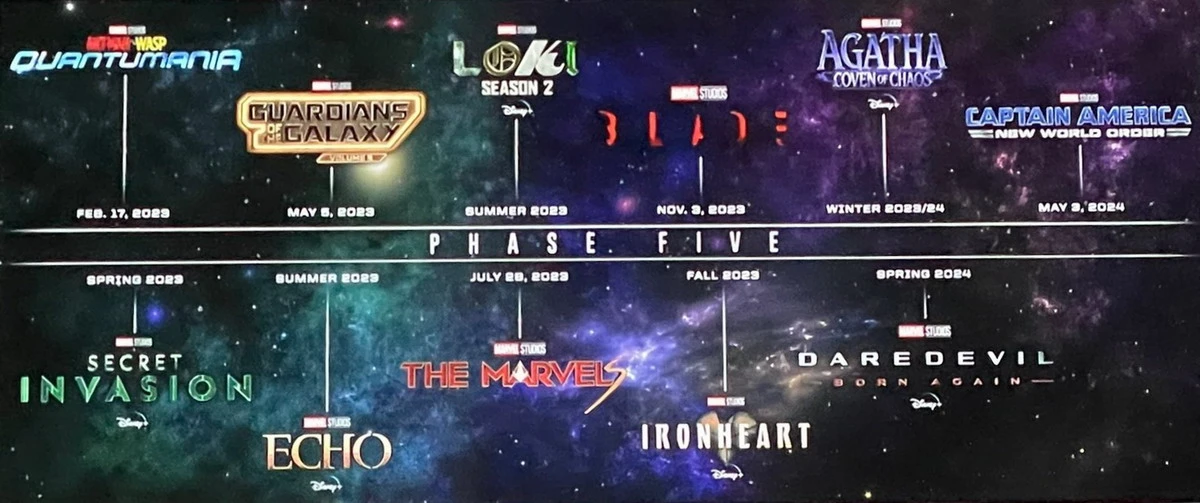 MARVEL STUDIOS
ANT-MAN AND THE WASP
QUANTUMANIA
FEB. 17, 2023
MARVEL STUDIOS
GUARDIANS
OF THE
GALAXY
VOLUME 3
MAY 5, 2023
MARVEL STUDIOS
LOKI
SEASON 2
Disney+
SUMMER 2023
MARVEL STUDIOS
BLADE
NOV. 3, 2023
MARVEL STUDIOS
AGATHA
COVEN OF CHAOS
Disney+
WINTER 2023/24
MARVEL STUDIOS
CAPTAIN AMERICA
NEW WORLD ORDER
MAY 3, 2024
PHASE FIVE
SPRING 2023
MARVEL STUDIOS
SECRET
INVASION
Disney+
SUMMER 2023
MARVEL STUDIOS
ECHO
Disney+
JULY 28, 2023
MARVEL STUDIOS
THE MARVELS
FALL 2023
MARVEL STUDIOS
IRONHEART
Disney+
SPRING 2024
MARVEL STUDIOS
DAREDEVIL
BORN AGAIN
Disney+